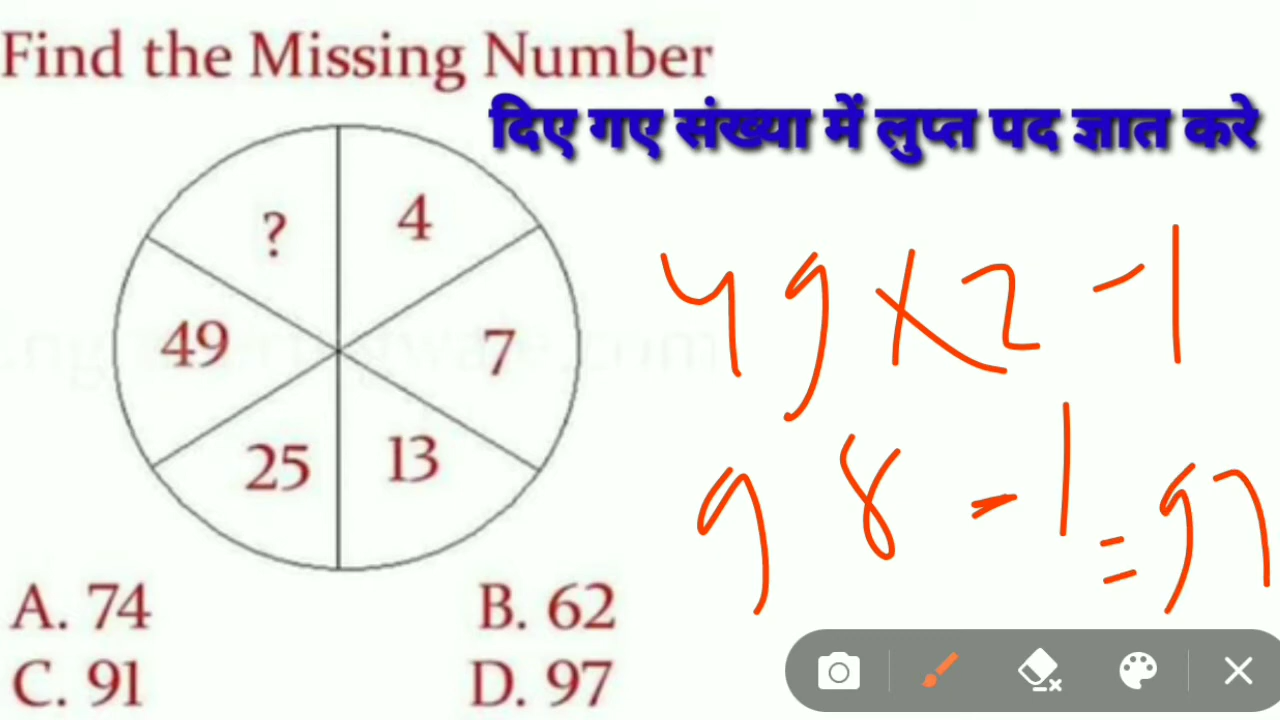 Find the Missing Number
दिए गए संख्या में लुप्त पद ज्ञात करे
? 4
49 7
25 13
49 x 2 - 1
98 - 1 = 97
A. 74 B. 62
C. 91 D. 97